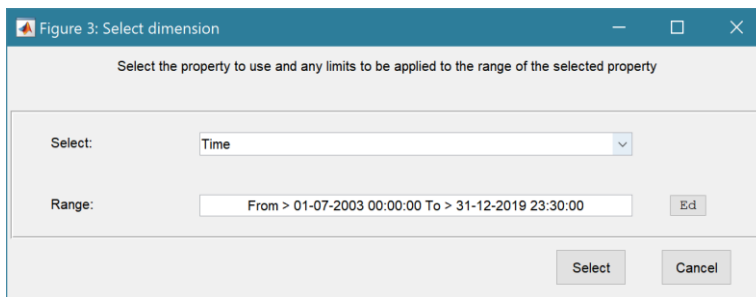 Figure 3: Select dimension
Select the property to use and any limits to be applied to the range of the selected property
Select:
Time
Range:
From > 01-07-2003 00:00:00 To > 31-12-2019 23:30:00
Ed
Select
Cancel